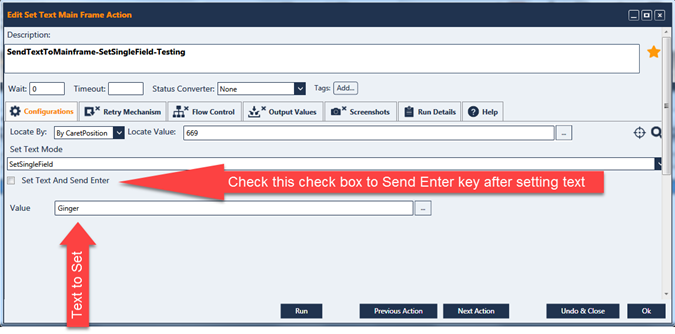 Edit Set Text Main Frame Action
Description:
SendTextToMainframe-SetSingleField-Testing
Wait: 0 Timeout: Status Converter: None Tags: Add...
Configurations Retry Mechanism Flow Control Output Values Screenshots Run Details Help
Locate By: By CaretPosition Locate Value: 669 ...
Set Text Mode
SetSingleField
Set Text And Send Enter
Check this check box to Send Enter key after setting text
Value Ginger ...
Text to Set
Run Previous Action Next Action Undo & Close Ok